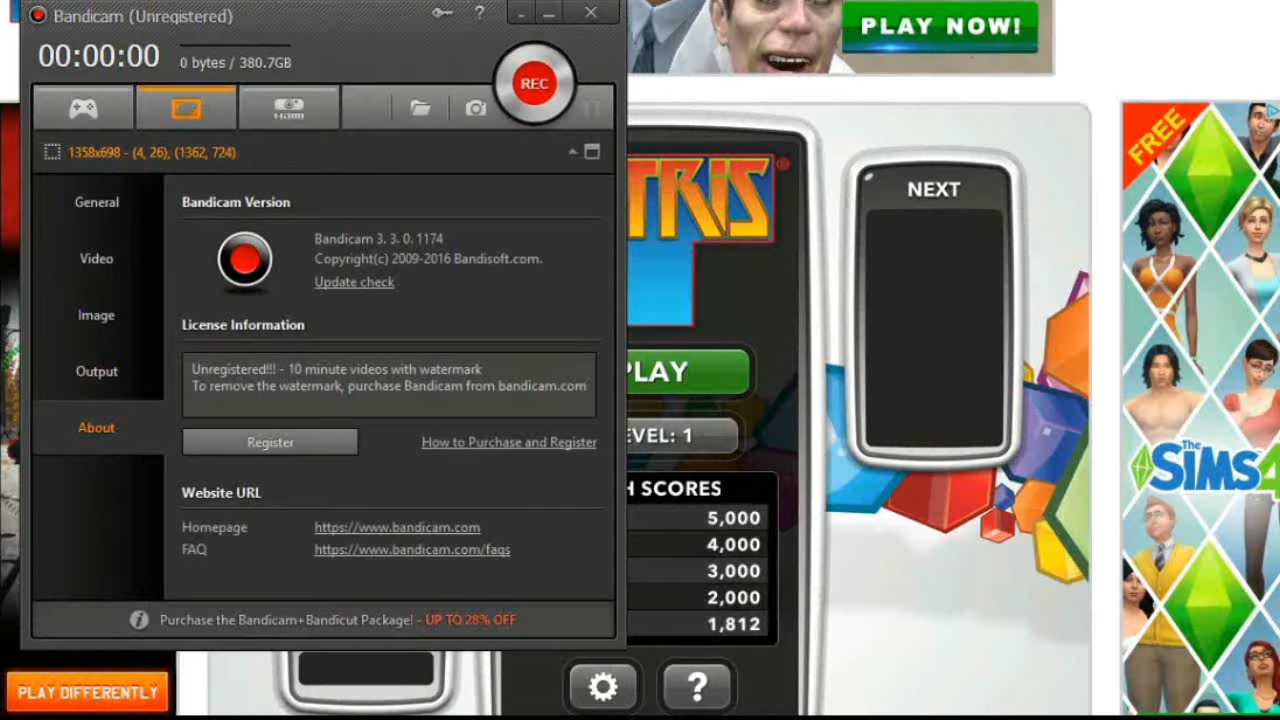 Bandicam (Unregistered)
?
PLAY NOW!
00:00:00
0 bytes / 380.7GB
REC
HDMI
1358x698 - (4, 26), (1362, 724)
General
Video
Image
Output
About
Bandicam Version
Bandicam 3. 3. 0. 1174
Copyright(c) 2009-2016 Bandisoft.com.
Update check
License Information
Unregistered!!! - 10 minute videos with watermark
To remove the watermark, purchase Bandicam from bandicam.com
Register
How to Purchase and Register
Website URL
Homepage
https://www.bandicam.com
FAQ
https://www.bandicam.com/faqs
Purchase the Bandicam+Bandicut Package! - UP TO 28% OFF
TRIS®
PLAY
EVEL: 1
H SCORES
5,000
4,000
3,000
2,000
1,812
?
NEXT
FREE
The
SIMS 4
PLAY DIFFERENTLY